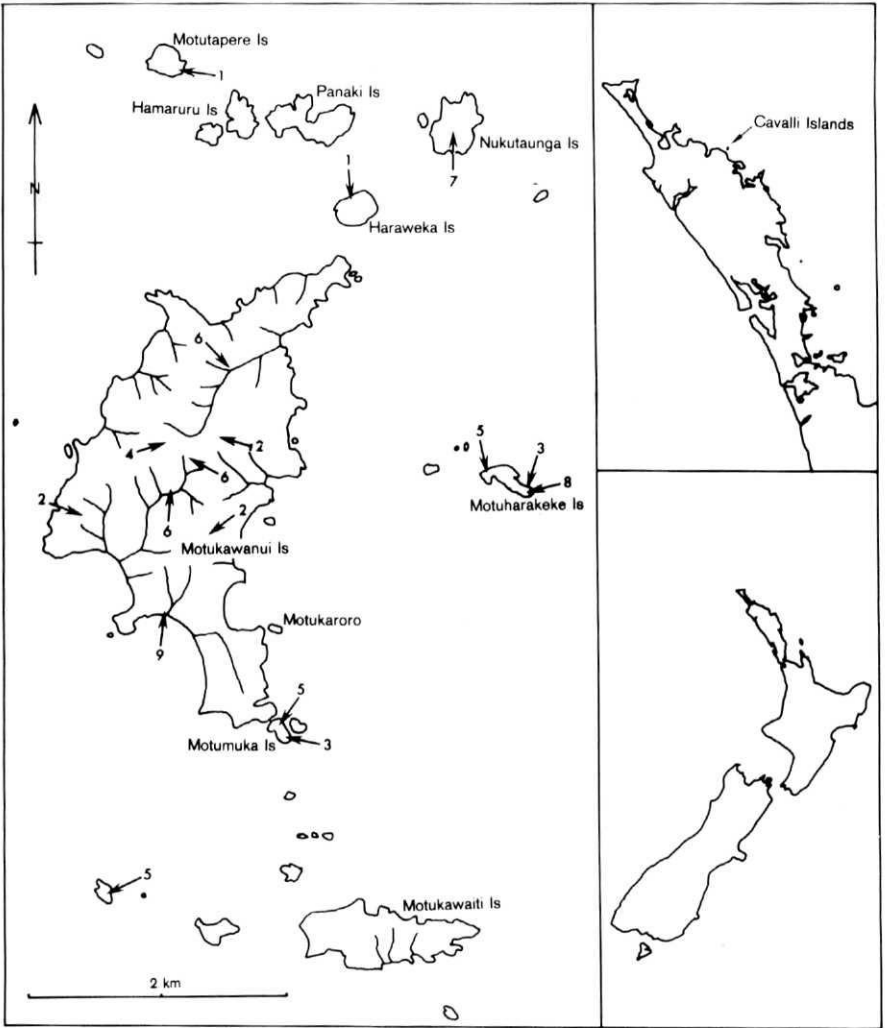 Motutapere Is
1
Panaki Is
Hamaruru Is
Nukutaunga Is
7
1
N
Haraweka Is
6
4
2
6
2
6
2
Motukawanui Is
5
3
8
Motuharakeke Is
9
Motukaroro
5
3
Motumuka Is
5
Motukawaiti Is
2 km
Cavalli Islands